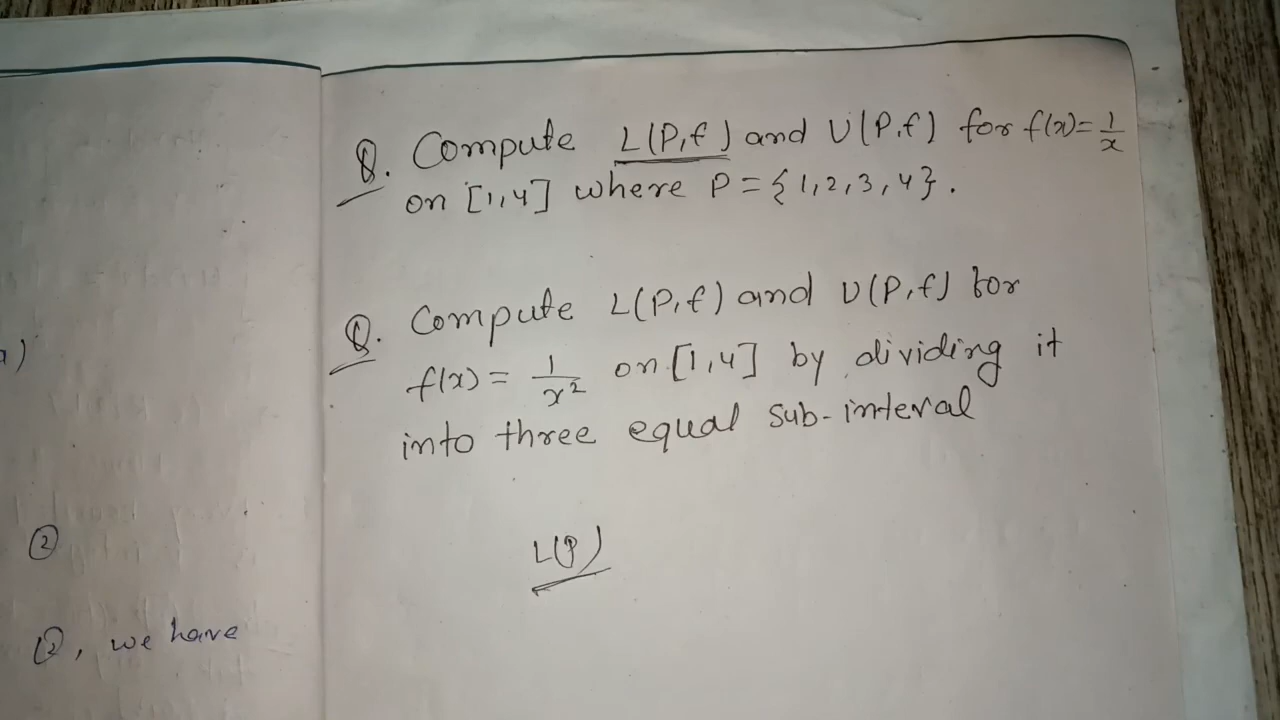 Q. Compute L(P,f) and U(P,f) for f(x)=1/x
on [1,4] where P={1,2,3,4}.
Q. Compute L(P,f) and U(P,f) for
f(x)= 1/x² on [1,4] by dividing it
into three equal sub-interval
L(P)
)
②
②, we have